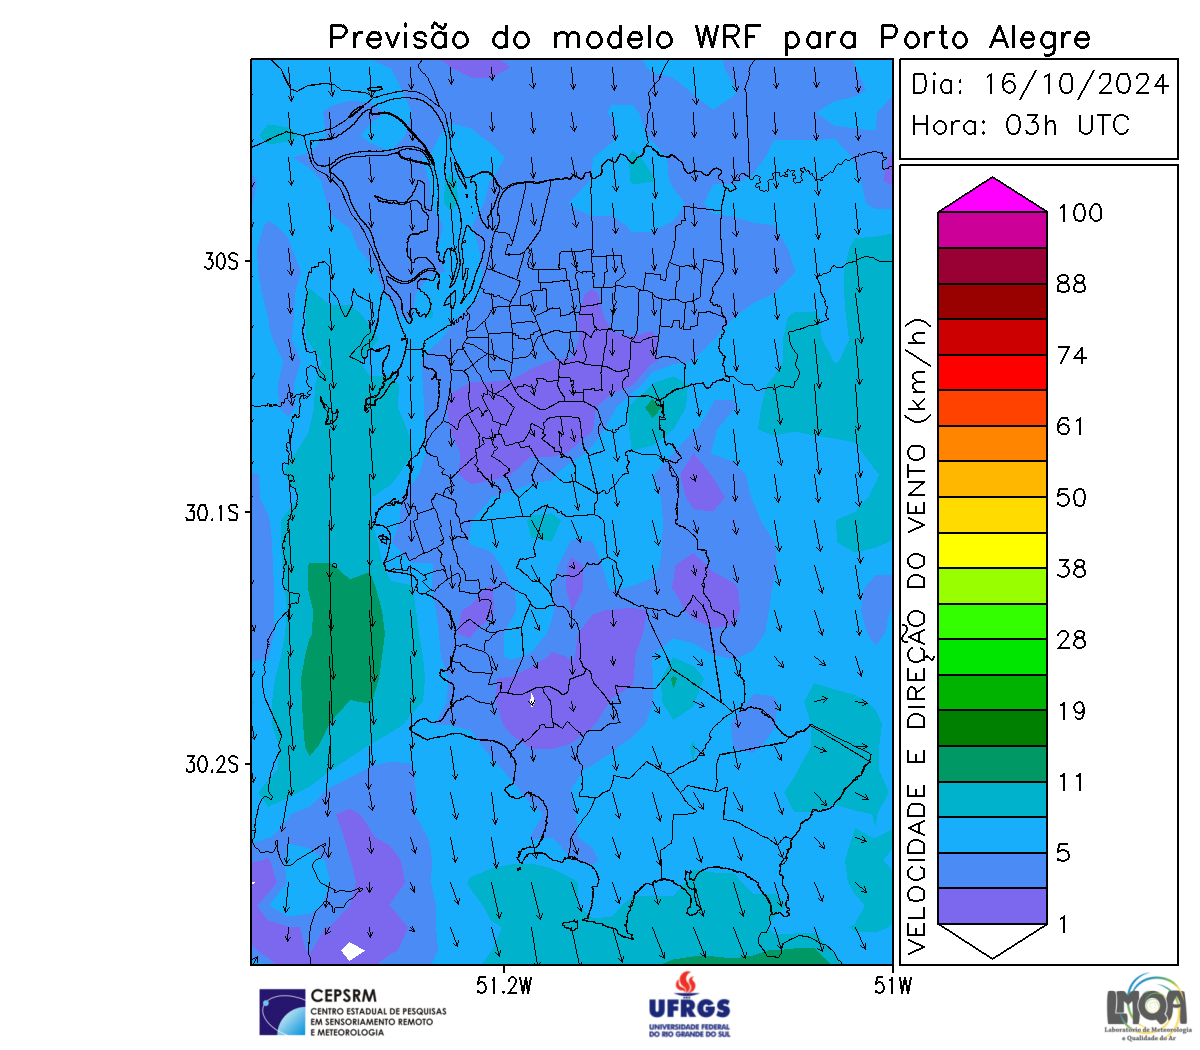 Previsão do modelo WRF para Porto Alegre
Dia: 16/10/2024
Hora: 03h UTC
VELOCIDADE E DIREÇÃO DO VENTO (km/h)
100
88
74
61
50
38
28
19
11
5
1
30S
30.1S
30.2S
51.2W
51W
CEPSRM
CENTRO ESTADUAL DE PESQUISAS
EM SENSORIAMENTO REMOTO
E METEOROLOGIA
UFRGS
UNIVERSIDADE FEDERAL
DO RIO GRANDE DO SUL
LMQA
Laboratório de Meteorologia
e Qualidade do Ar